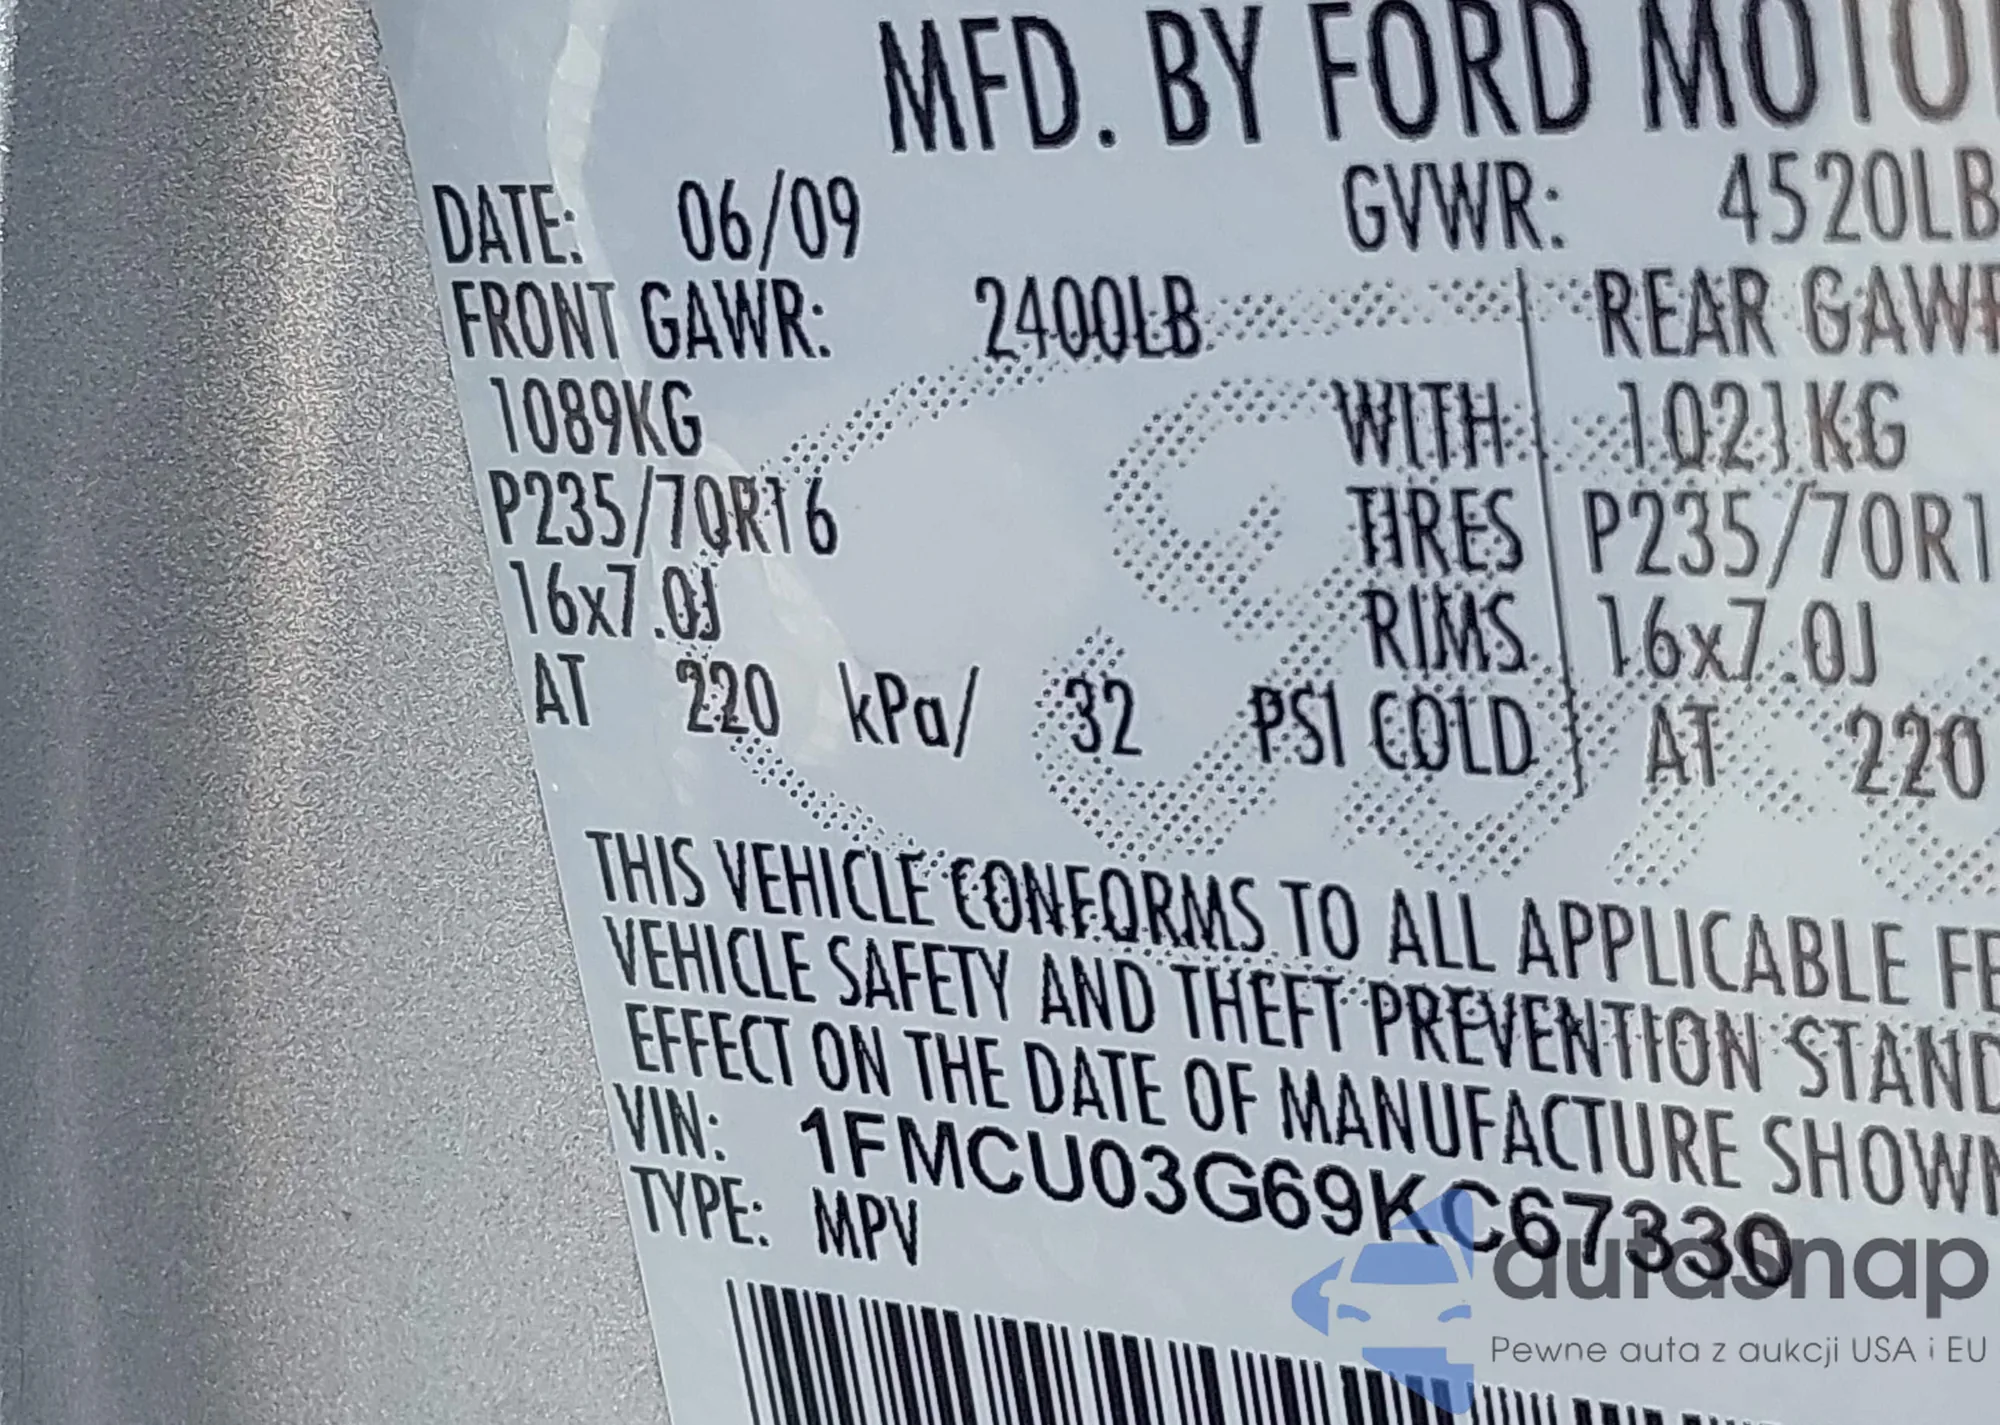 MFD. BY FORD MOTO
DATE: 06/09 GVWR: 4520LB
FRONT GAWR: 2400LB REAR GAWR
1089KG WITH 1021KG
P235/70R16 TIRES P235/70R1
16x7.0J RIMS 16x7.0J
AT 220 kPa/ 32 PSI COLD AT 220
THIS VEHICLE CONFORMS TO ALL APPLICABLE FE
VEHICLE SAFETY AND THEFT PREVENTION STAND
EFFECT ON THE DATE OF MANUFACTURE SHOWN
VIN: 1FMCU03G69KC67330
TYPE: MPV
autosnap
Pewne auta z aukcji USA i EU